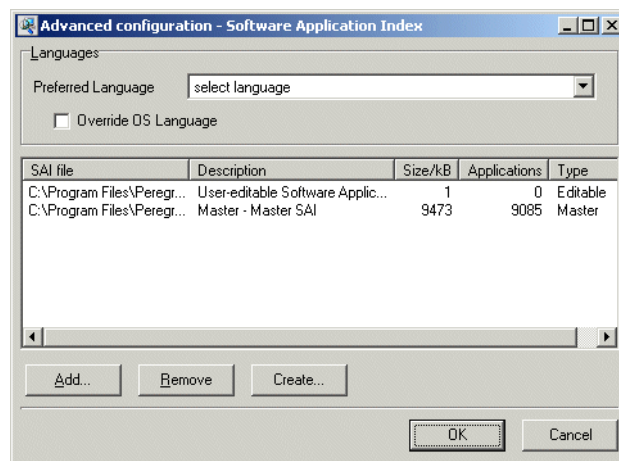 Advanced configuration - Software Application Index
Languages
Preferred Language select language
Override OS Language
SAI file Description Size/kB Applications Type
C:\Program Files\Peregr... User-editable Software Applic... 1 0 Editable
C:\Program Files\Peregr... Master - Master SAI 9473 9085 Master
Add... Remove Create...
OK Cancel